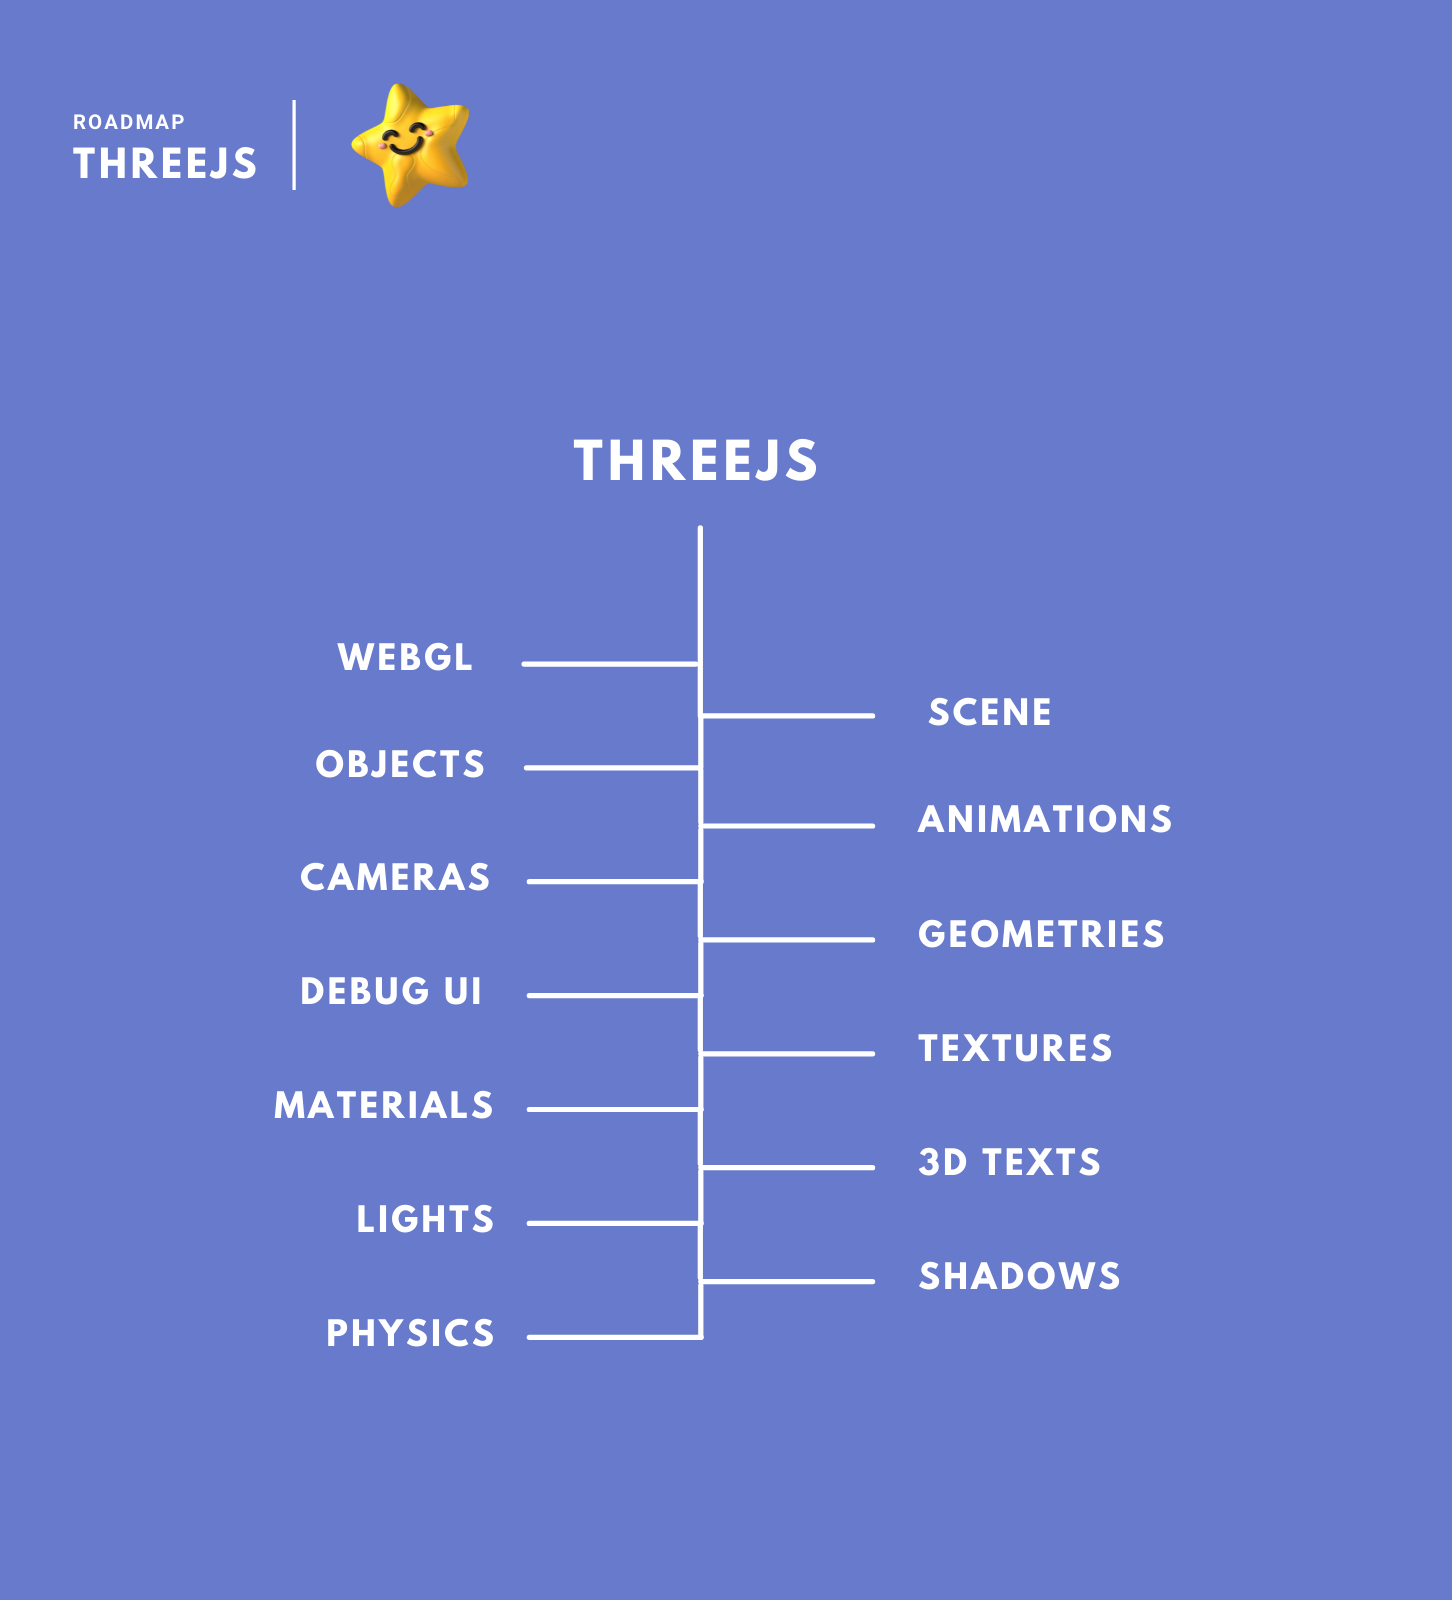 ROADMAP
THREEJS
THREEJS
WEBGL
SCENE
OBJECTS
ANIMATIONS
CAMERAS
GEOMETRIES
DEBUG UI
TEXTURES
MATERIALS
3D TEXTS
LIGHTS
SHADOWS
PHYSICS